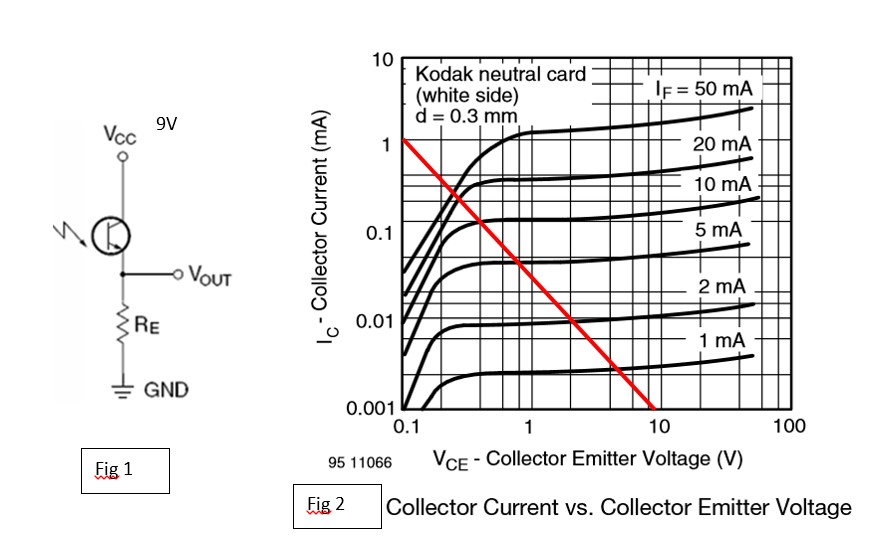 9V
VCC
VOUT
RE
GND
Fig 1
Kodak neutral card
(white side)
d = 0.3 mm
IF = 50 mA
20 mA
10 mA
5 mA
2 mA
1 mA
10
1
0.1
0.01
0.001
IC - Collector Current (mA)
0.1
1
10
100
95 11066
VCE - Collector Emitter Voltage (V)
Fig 2
Collector Current vs. Collector Emitter Voltage